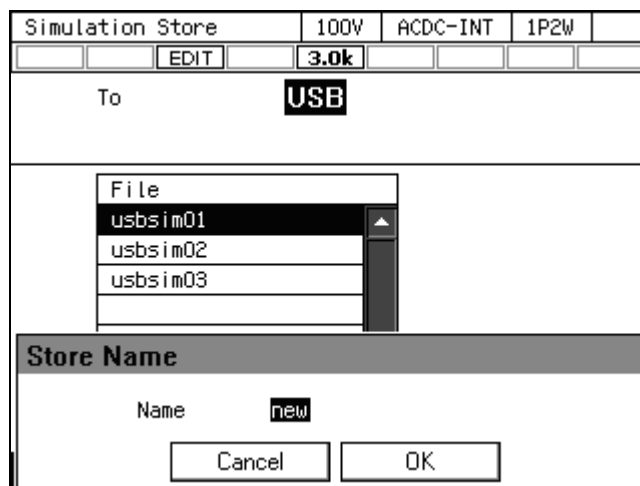 Simulation Store 100V ACDC-INT 1P2W
EDIT 3.0k
To USB
File
usbsim01
usbsim02
usbsim03
Store Name
Name new
Cancel OK